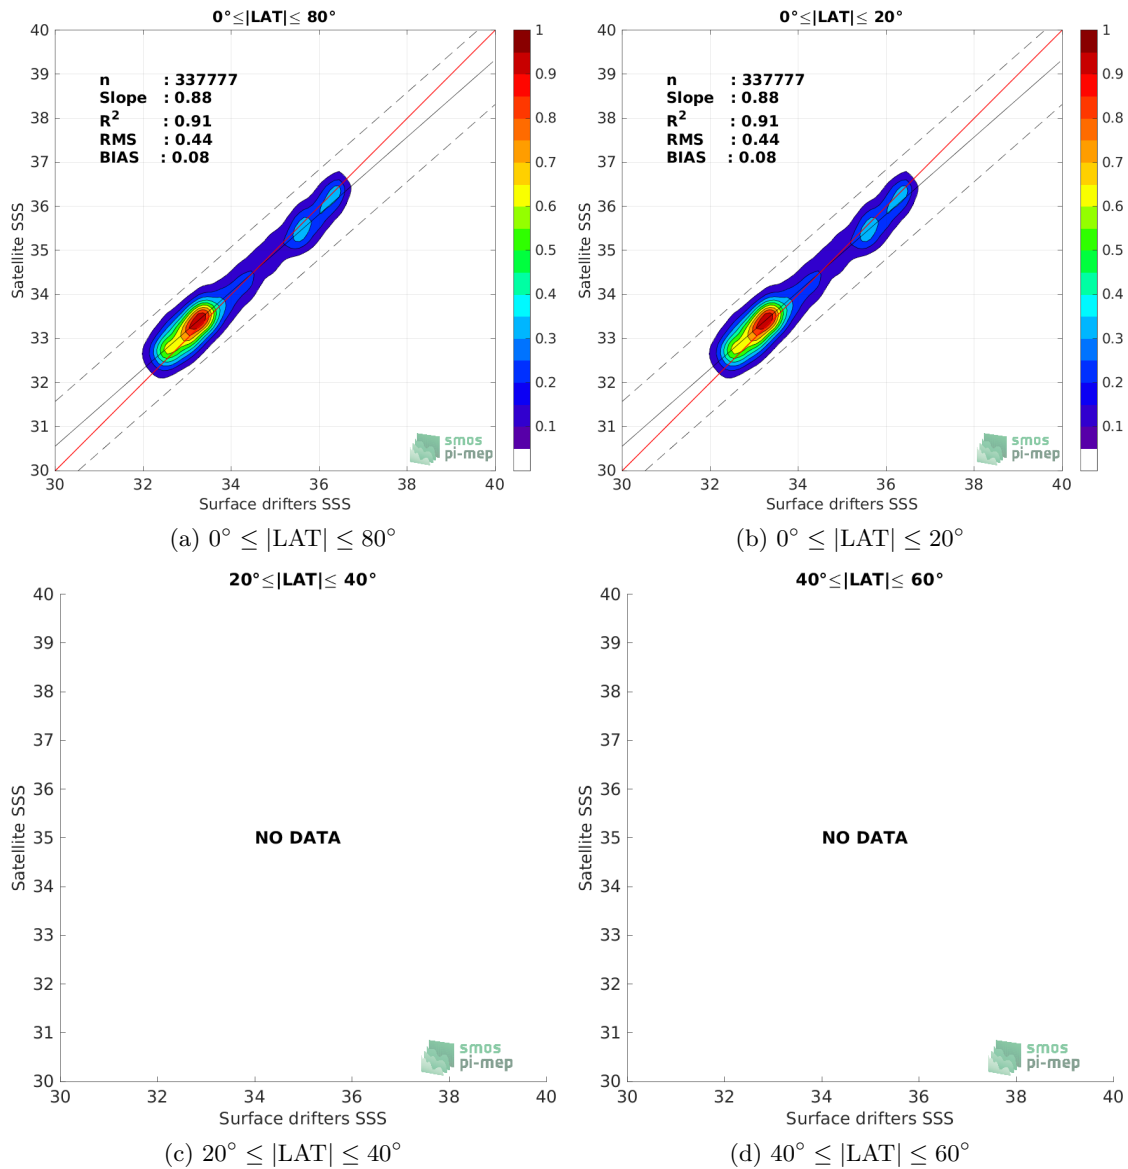 0°≤|LAT|≤ 80°
40
39
38
37
36
35
34
33
32
31
30
Satellite SSS
n : 337777
Slope : 0.88
R² : 0.91
RMS : 0.44
BIAS : 0.08
1
0.9
0.8
0.7
0.6
0.5
0.4
0.3
0.2
0.1
smos
pi-mep
30 32 34 36 38 40
Surface drifters SSS
(a) 0° ≤ |LAT| ≤ 80°
0°≤|LAT|≤ 20°
40
39
38
37
36
35
34
33
32
31
30
Satellite SSS
n : 337777
Slope : 0.88
R² : 0.91
RMS : 0.44
BIAS : 0.08
1
0.9
0.8
0.7
0.6
0.5
0.4
0.3
0.2
0.1
smos
pi-mep
30 32 34 36 38 40
Surface drifters SSS
(b) 0° ≤ |LAT| ≤ 20°
20°≤|LAT|≤ 40°
40
39
38
37
36
35
34
33
32
31
30
Satellite SSS
NO DATA
smos
pi-mep
30 32 34 36 38 40
Surface drifters SSS
(c) 20° ≤ |LAT| ≤ 40°
40°≤|LAT|≤ 60°
40
39
38
37
36
35
34
33
32
31
30
Satellite SSS
NO DATA
smos
pi-mep
30 32 34 36 38 40
Surface drifters SSS
(d) 40° ≤ |LAT| ≤ 60°